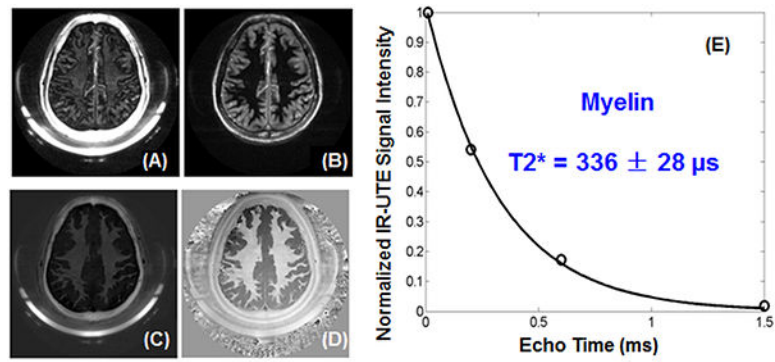 (A)
(B)
(C)
(D)
Normalized IR-UTE Signal Intensity
1
0.9
0.8
0.7
0.6
0.5
0.4
0.3
0.2
0.1
0
(E)
Myelin
T2* = 336 ± 28 µs
0
0.5
1
1.5
Echo Time (ms)